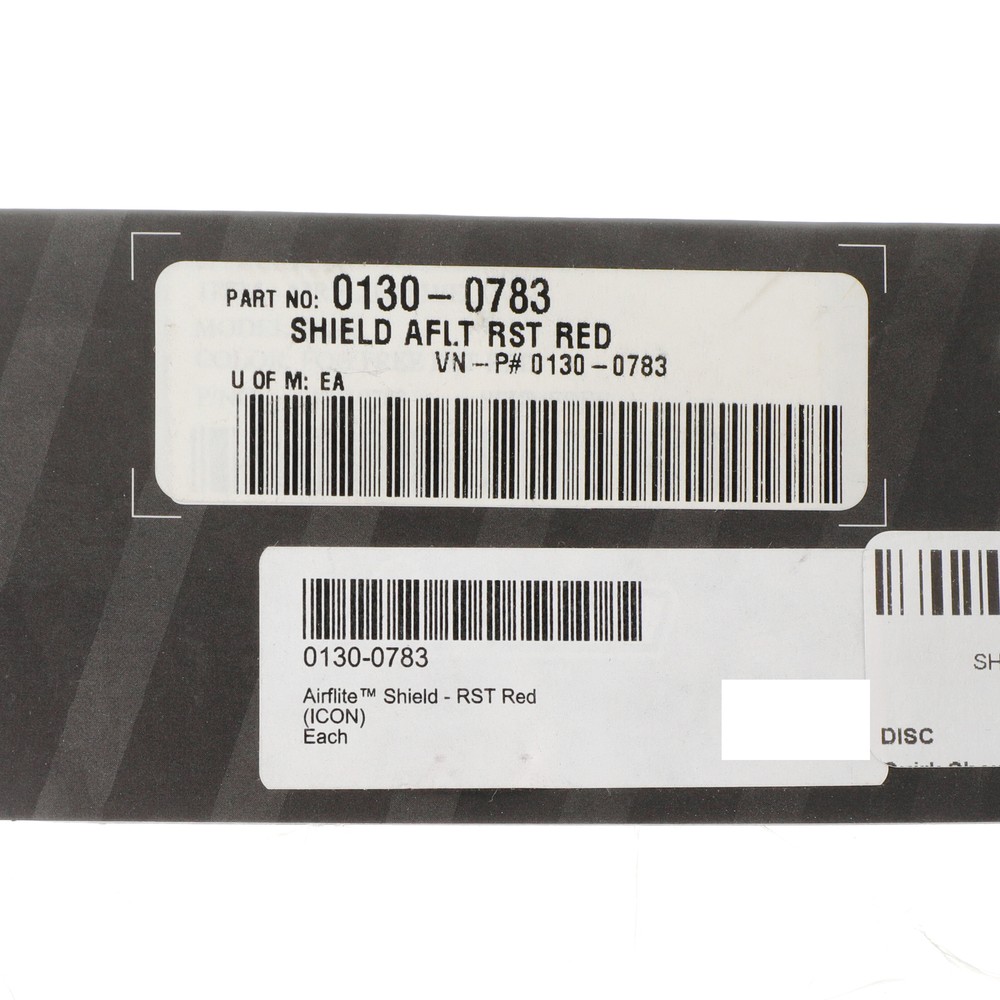 PART NO: 0130-0783
SHIELD AFLT RST RED
VN-P# 0130-0783
U OF M: EA
0130-0783
Airflite™ Shield - RST Red
(ICON)
Each
SH
DISC